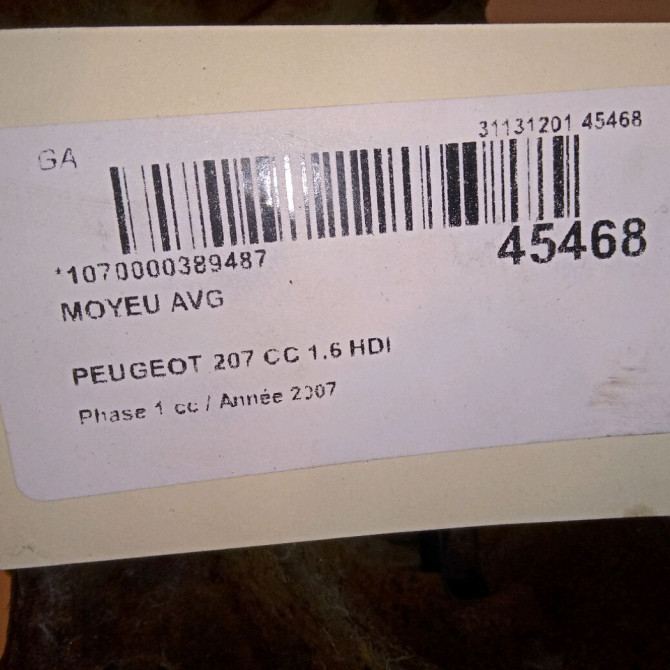 GA
31131201 45468
45468
*1070000389487
MOYEU AVG
PEUGEOT 207 CC 1.6 HDI
Phase 1 cc / Année 2007